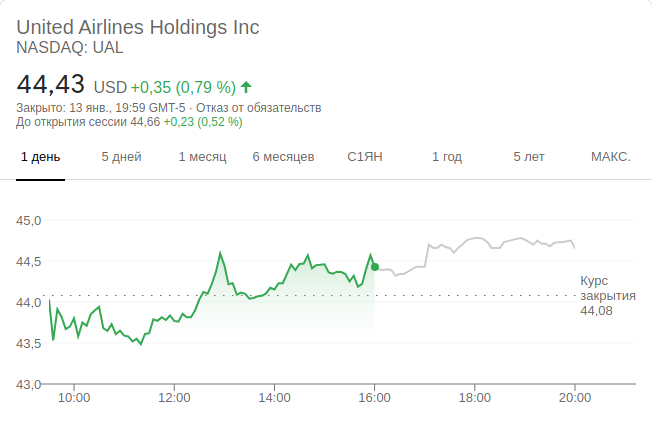 United Airlines Holdings Inc
NASDAQ: UAL
44,43 USD +0,35 (0,79 %)
Закрыто: 13 янв., 19:59 GMT-5 · Отказ от обязательств
До открытия сессии 44,66 +0,23 (0,52 %)
1 день 5 дней 1 месяц 6 месяцев С1ЯН 1 год 5 лет МАКС.
45,0
44,5
44,0
43,5
43,0
Курс
закрытия
44,08
10:00 12:00 14:00 16:00 18:00 20:00